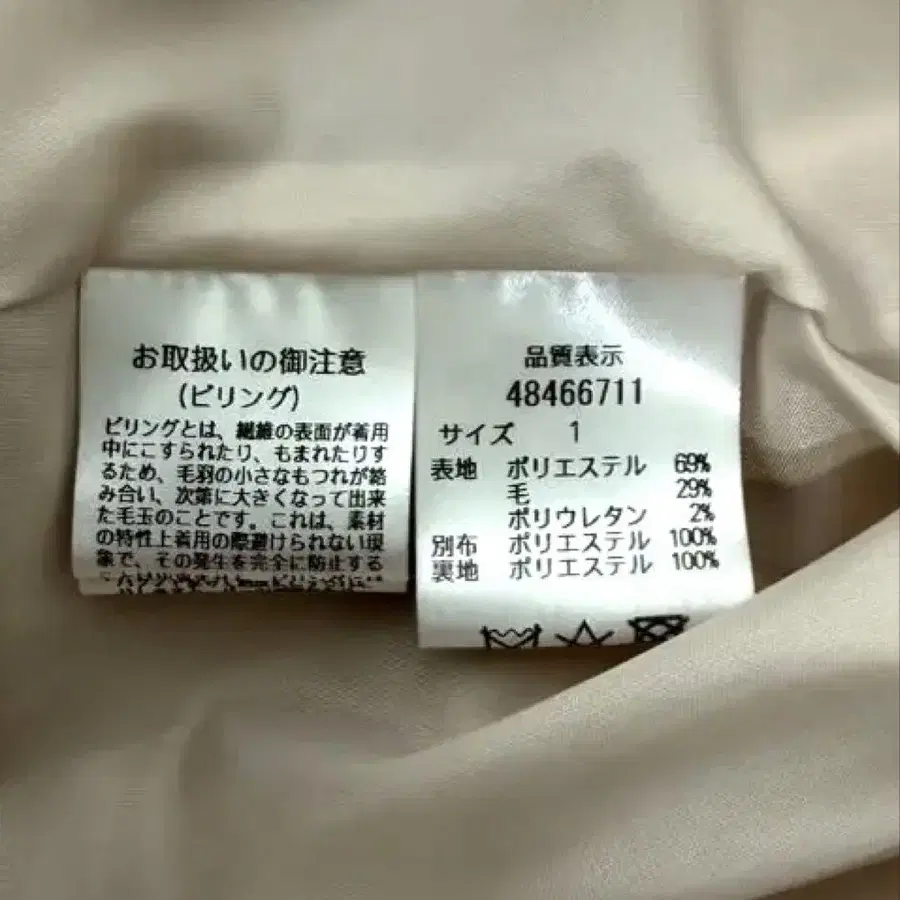 お取扱いの御注意
(ピリング)
ピリングとは、繊維の表面が着用
中にこすられたり、もまれたりす
るため、毛羽の小さなもつれが絡
み合い、次第に大きくなって出来
た毛玉のことです。これは、素材
の特性上着用の際避けられない現
象で、その発生を完全に防止する
品質表示
48466711
サイズ 1
表地 ポリエステル 69%
毛 29%
ポリウレタン 2%
別布 ポリエステル 100%
裏地 ポリエステル 100%